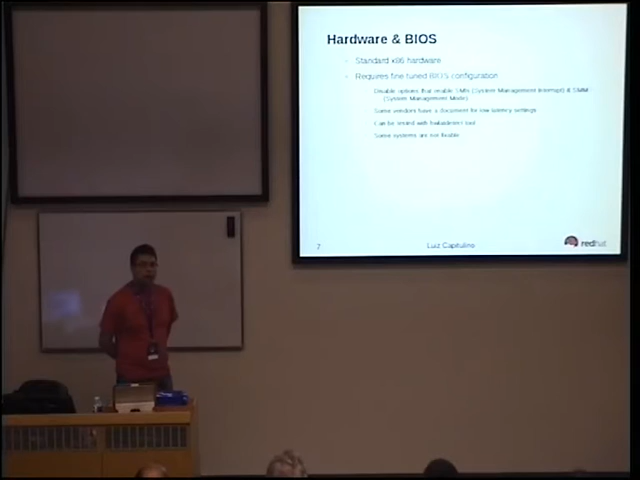 Hardware & BIOS
Standard x86 hardware
Requires fine tuned BIOS configuration
Disable options that enable SMIs (System Management Interrupt) & SMM
(System Management Mode)
Some vendors have a document for low latency settings
Can be tested with hwlatdetect tool
Some systems are not fixable
2
Luiz Capitulino
redhat